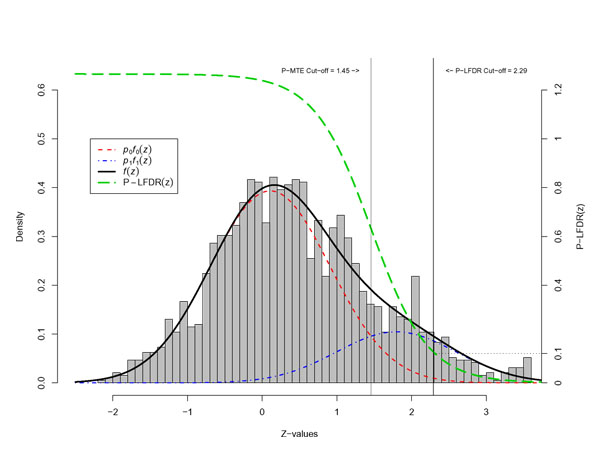 P-MTE Cut-off = 1.45 ->
<- P-LFDR Cut-off = 2.29
p₀f₀(z)
p₁f₁(z)
f(z)
P-LFDR(z)
Density
0.0
0.1
0.2
0.3
0.4
0.5
0.6
P-LFDR(z)
0
0.1
0.4
0.6
0.8
1
1.2
-2
-1
0
1
2
3
Z-values